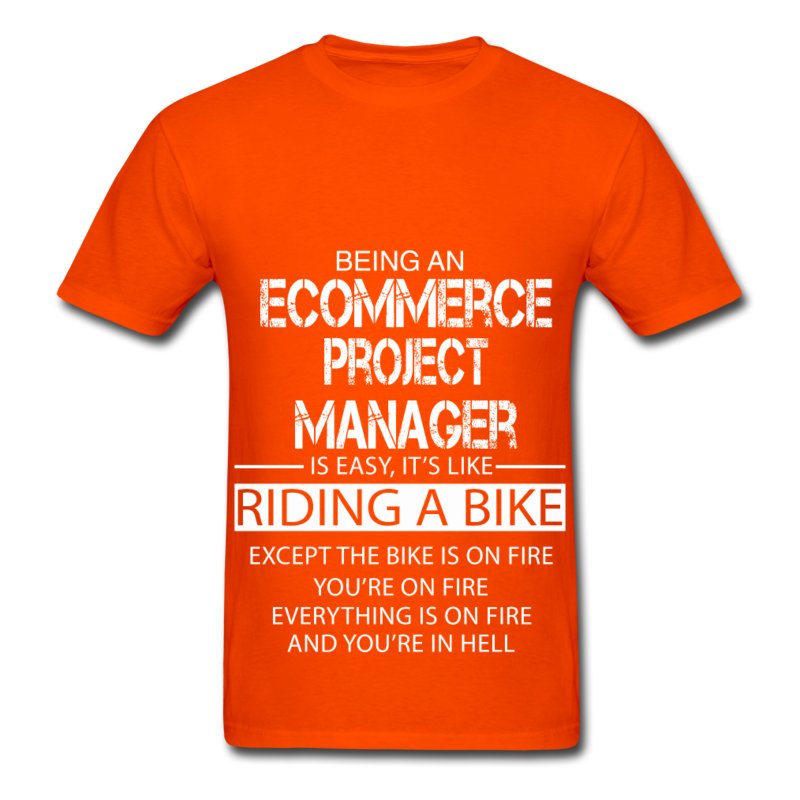 BEING AN
ECOMMERCE
PROJECT
MANAGER
IS EASY, IT'S LIKE
RIDING A BIKE
EXCEPT THE BIKE IS ON FIRE
YOU'RE ON FIRE
EVERYTHING IS ON FIRE
AND YOU'RE IN HELL